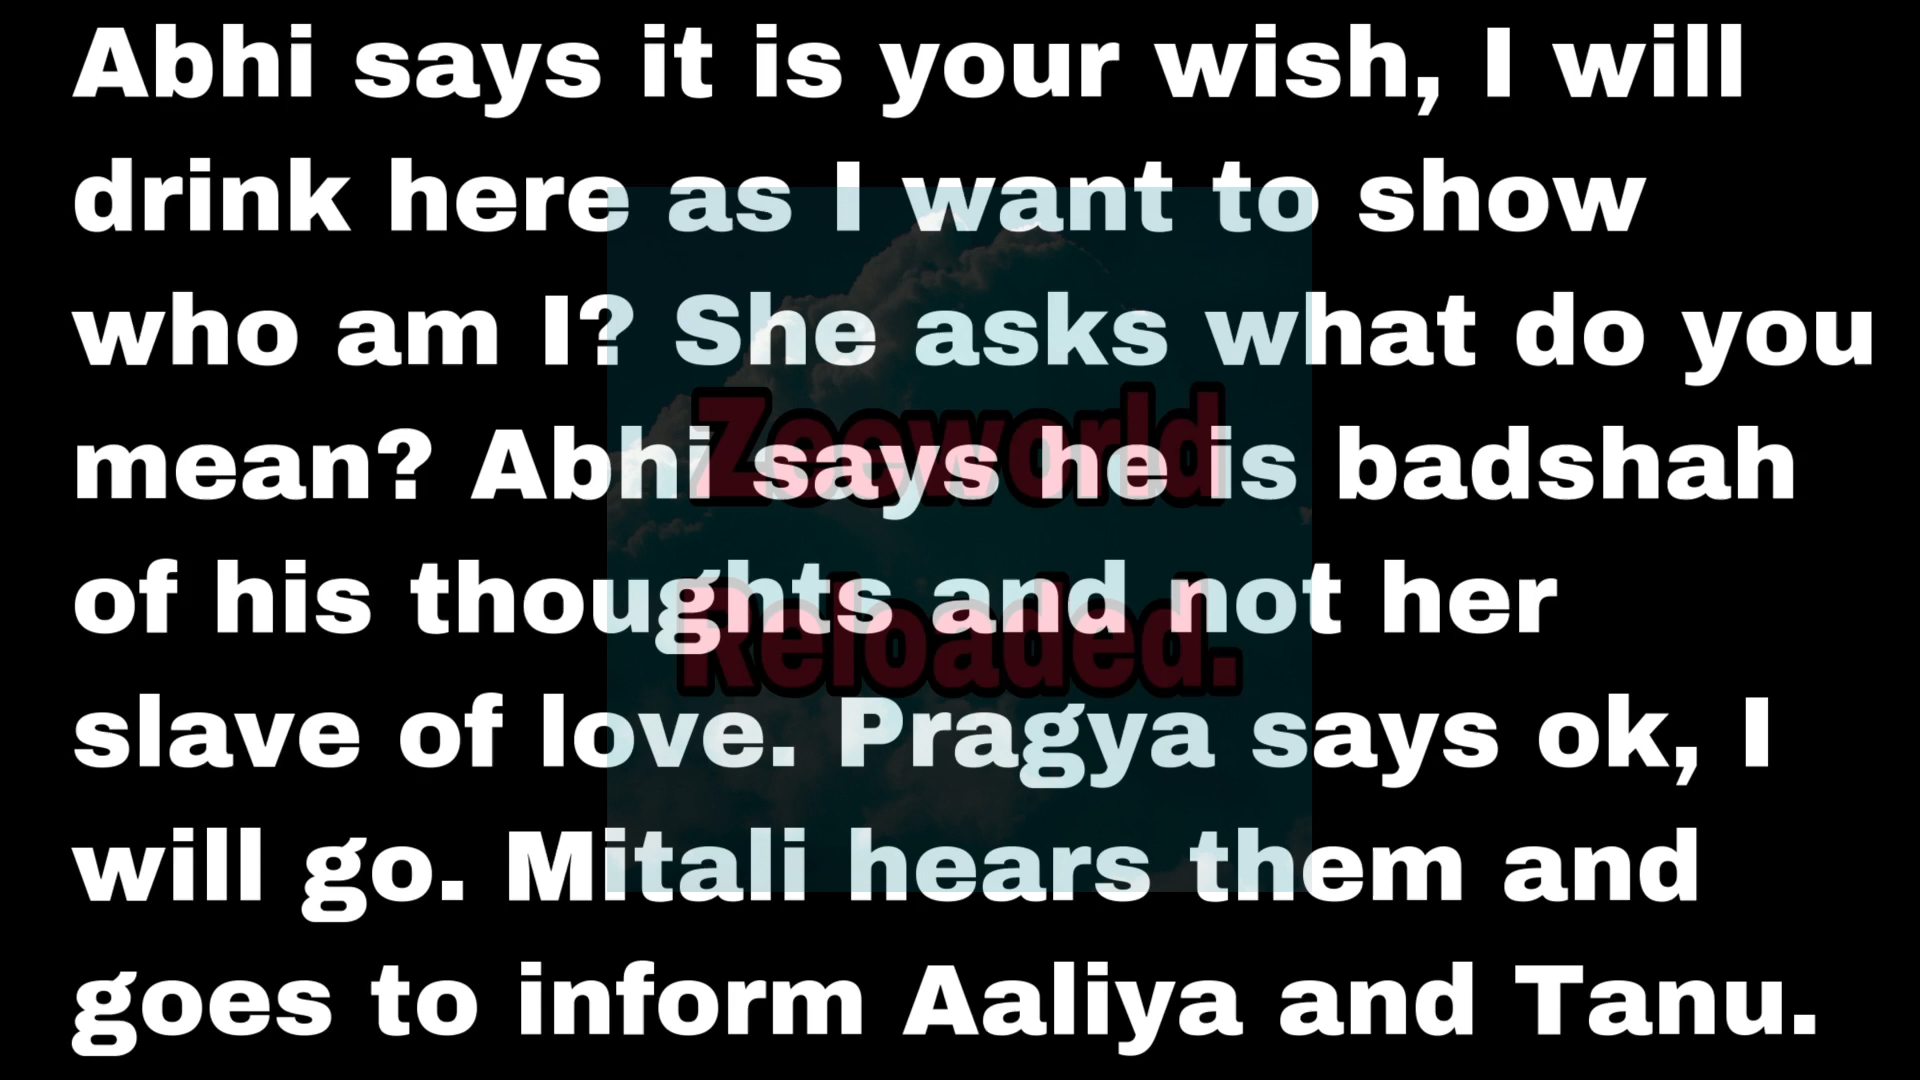 Abhi says it is your wish, I will
drink here as I want to show
who am I? She asks what do you
mean? Abhi says he is badshah
of his thoughts and not her
slave of love. Pragya says ok, I
will go. Mitali hears them and
goes to inform Aaliya and Tanu.
Zeeworld
Reloaded.